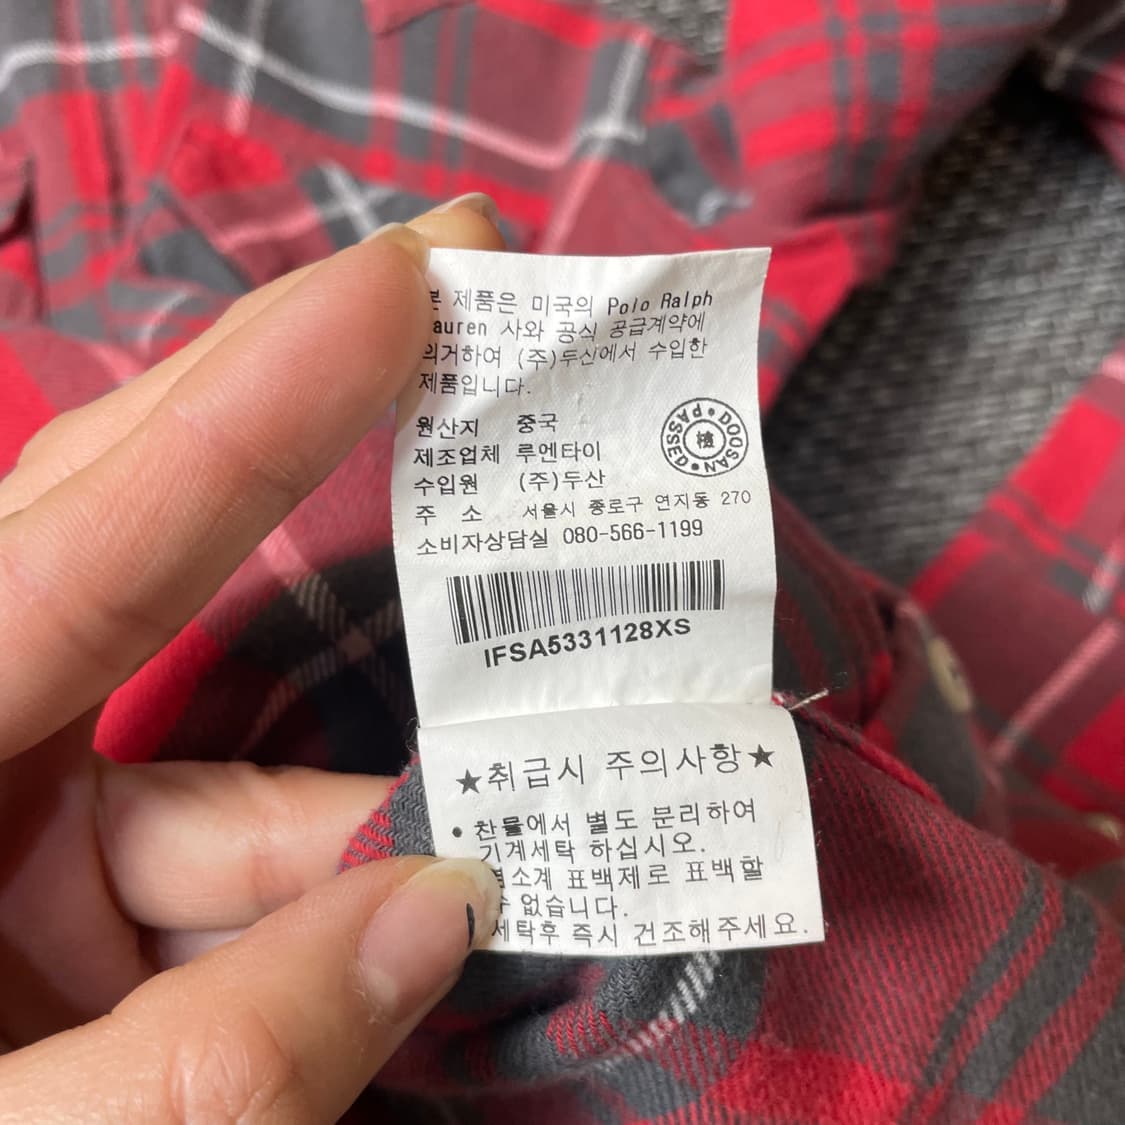 본 제품은 미국의 Polo Ralph
auren 사와 공식 공급계약에
의거하여 (주)두산에서 수입한
제품입니다.
원산지 중국
제조업체 루엔타이
수입원 (주)두산
주 소 서울시 종로구 연지동 270
소비자상담실 080-566-1199
DOOSAN • PASSED •
檢
IFSA5331128XS
★취급시 주의사항★
• 찬물에서 별도 분리하여
기계세탁 하십시오.
염소계 표백제로 표백할
수 없습니다.
세탁후 즉시 건조해주세요.